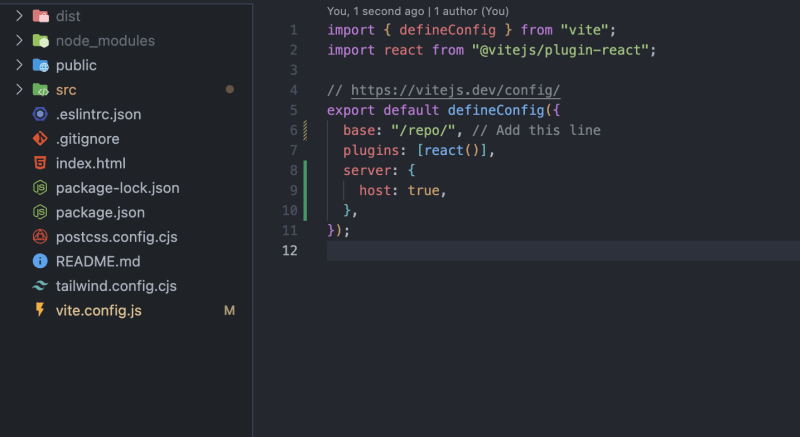 dist
node_modules
public
src
.eslintrc.json
.gitignore
index.html
package-lock.json
package.json
postcss.config.cjs
README.md
tailwind.config.cjs
vite.config.js M
You, 1 second ago | 1 author (You)
1 import { defineConfig } from "vite";
2 import react from "@vitejs/plugin-react";
3
4 // https://vitejs.dev/config/
5 export default defineConfig({
6 base: "/repo/", // Add this line
7 plugins: [react()],
8 server: {
9 host: true,
10 },
11 });
12